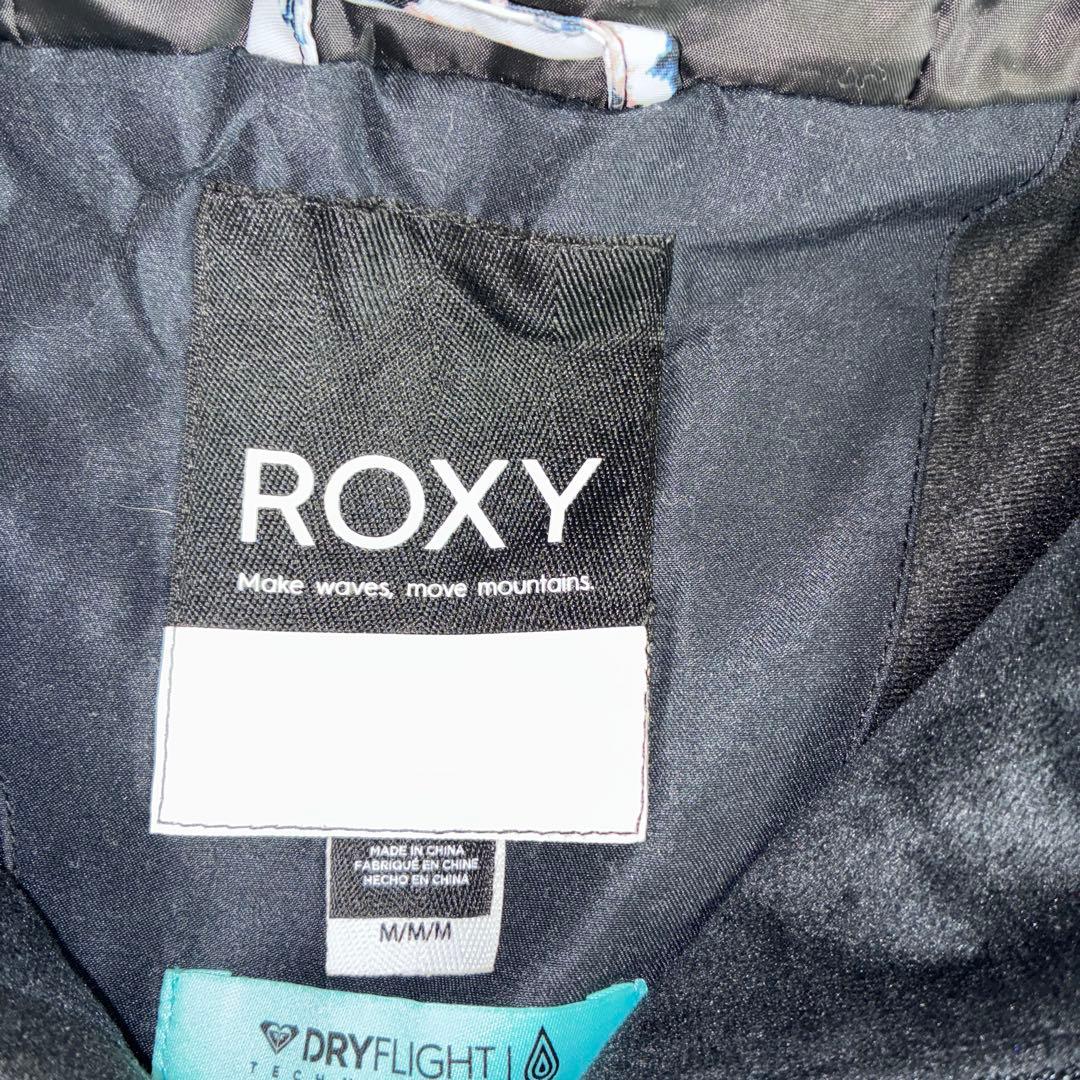 ROXY
Make waves, move mountains.
MADE IN CHINA
FABRIQUÉ EN CHINE
HECHO EN CHINA
M/M/M
DRYFLIGHT